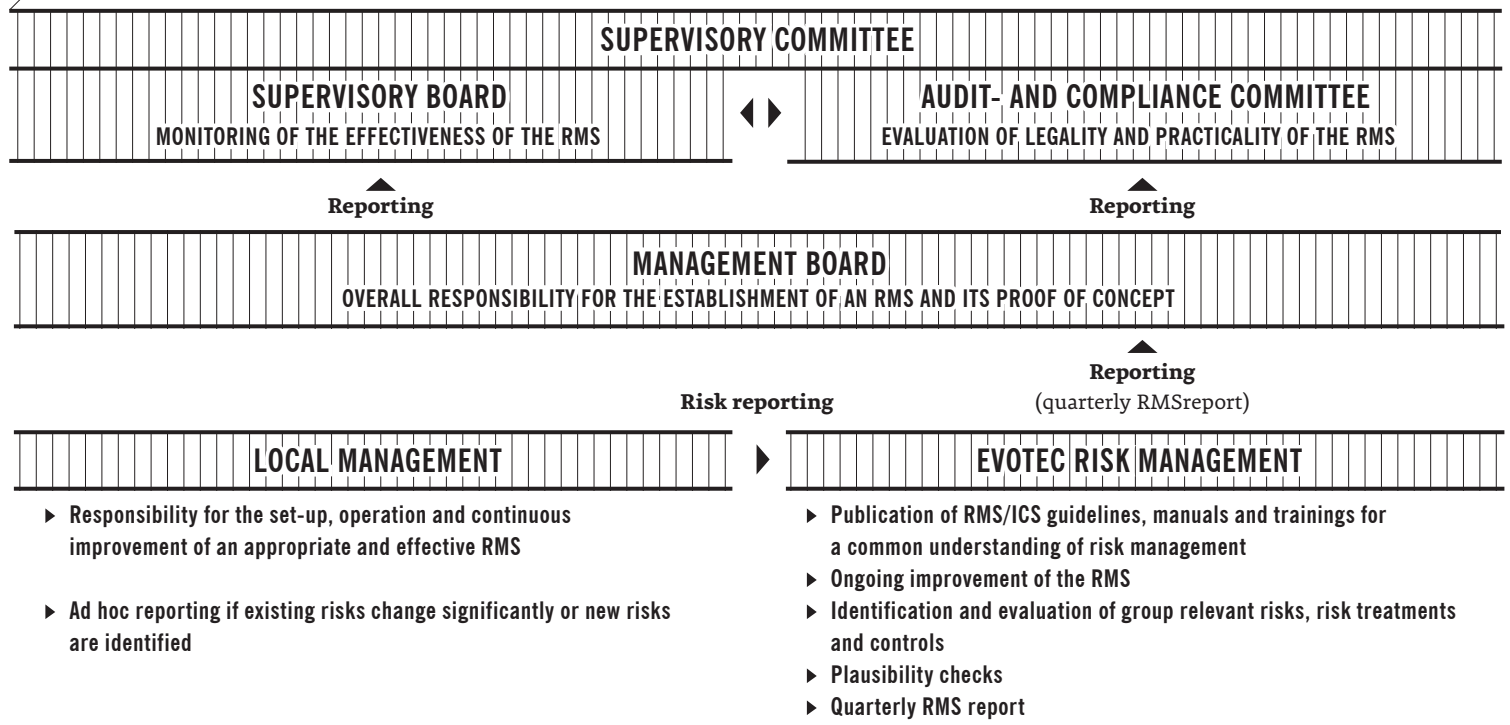 SUPERVISORY COMMITTEE
SUPERVISORY BOARD
MONITORING OF THE EFFECTIVENESS OF THE RMS
AUDIT- AND COMPLIANCE COMMITTEE
EVALUATION OF LEGALITY AND PRACTICALITY OF THE RMS
Reporting
Reporting
MANAGEMENT BOARD
OVERALL RESPONSIBILITY FOR THE ESTABLISHMENT OF AN RMS AND ITS PROOF OF CONCEPT
Reporting
(quarterly RMSreport)
Risk reporting
LOCAL MANAGEMENT
Responsibility for the set-up, operation and continuous
improvement of an appropriate and effective RMS
Ad hoc reporting if existing risks change significantly or new risks
are identified
EVOTEC RISK MANAGEMENT
Publication of RMS/ICS guidelines, manuals and trainings for
a common understanding of risk management
Ongoing improvement of the RMS
Identification and evaluation of group relevant risks, risk treatments
and controls
Plausibility checks
Quarterly RMS report